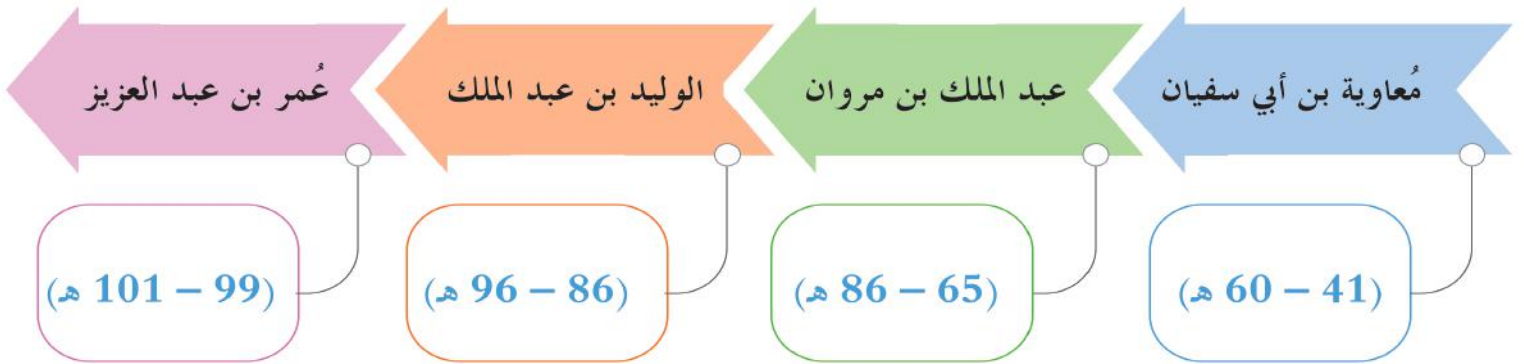 مُعاوية بن أبي سفيان
عبد الملك بن مروان
الوليد بن عبد الملك
عُمر بن عبد العزيز
(41 – 60 هـ)
(65 – 86 هـ)
(86 – 96 هـ)
(99 – 101 هـ)